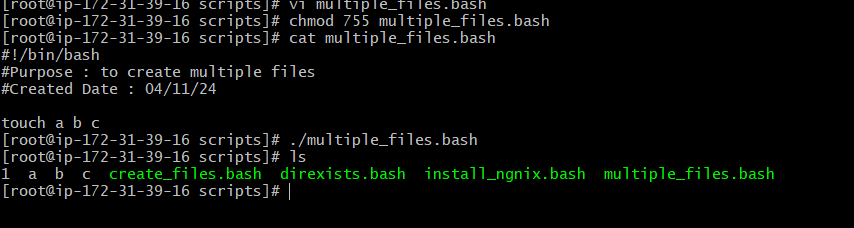 [root@ip-172-31-39-16 scripts]# vi multiple_files.bash
[root@ip-172-31-39-16 scripts]# chmod 755 multiple_files.bash
[root@ip-172-31-39-16 scripts]# cat multiple_files.bash
#!/bin/bash
#Purpose : to create multiple files
#Created Date : 04/11/24
touch a b c
[root@ip-172-31-39-16 scripts]# ./multiple_files.bash
[root@ip-172-31-39-16 scripts]# ls
1  a  b  c  create_files.bash  direxists.bash  install_ngnix.bash  multiple_files.bash
[root@ip-172-31-39-16 scripts]#